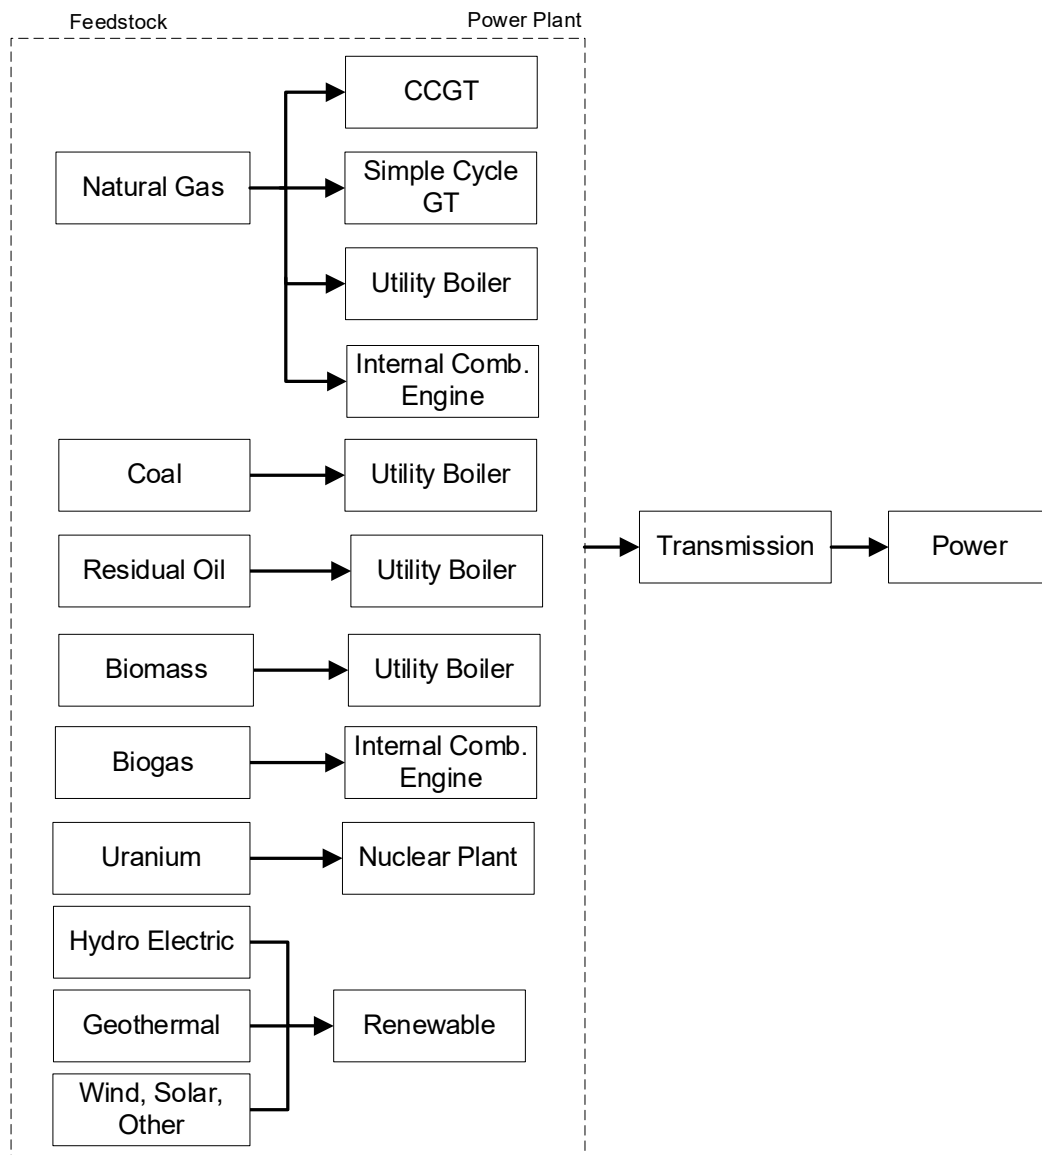 Feedstock
Power Plant
CCGT
Natural Gas
Simple Cycle
GT
Utility Boiler
Internal Comb.
Engine
Coal
Utility Boiler
Residual Oil
Utility Boiler
Transmission
Power
Biomass
Utility Boiler
Biogas
Internal Comb.
Engine
Uranium
Nuclear Plant
Hydro Electric
Geothermal
Renewable
Wind, Solar,
Other